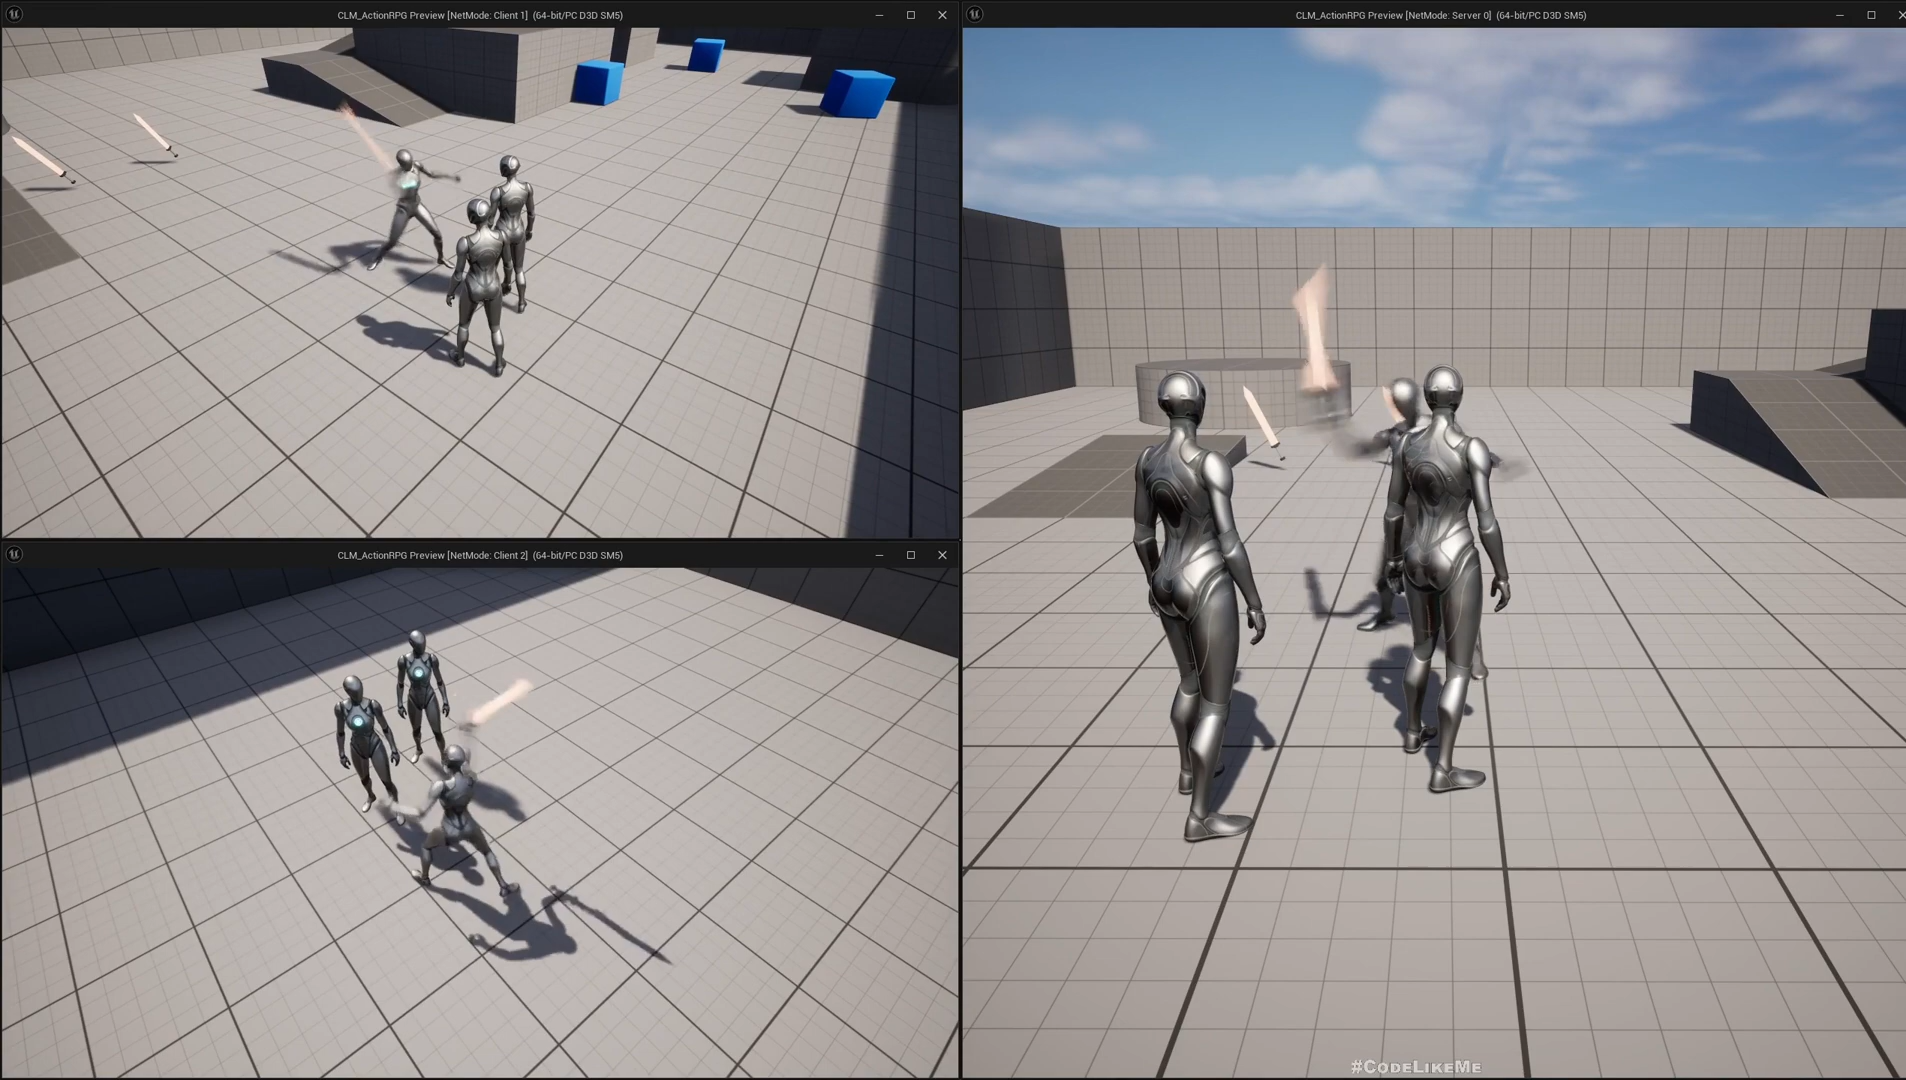 CLM_ActionRPG Preview [NetMode: Client 1] (64-bit/PC D3D SM5)
CLM_ActionRPG Preview [NetMode: Server 0] (64-bit/PC D3D SM5)
CLM_ActionRPG Preview [NetMode: Client 2] (64-bit/PC D3D SM5)
#CodeLikeMe